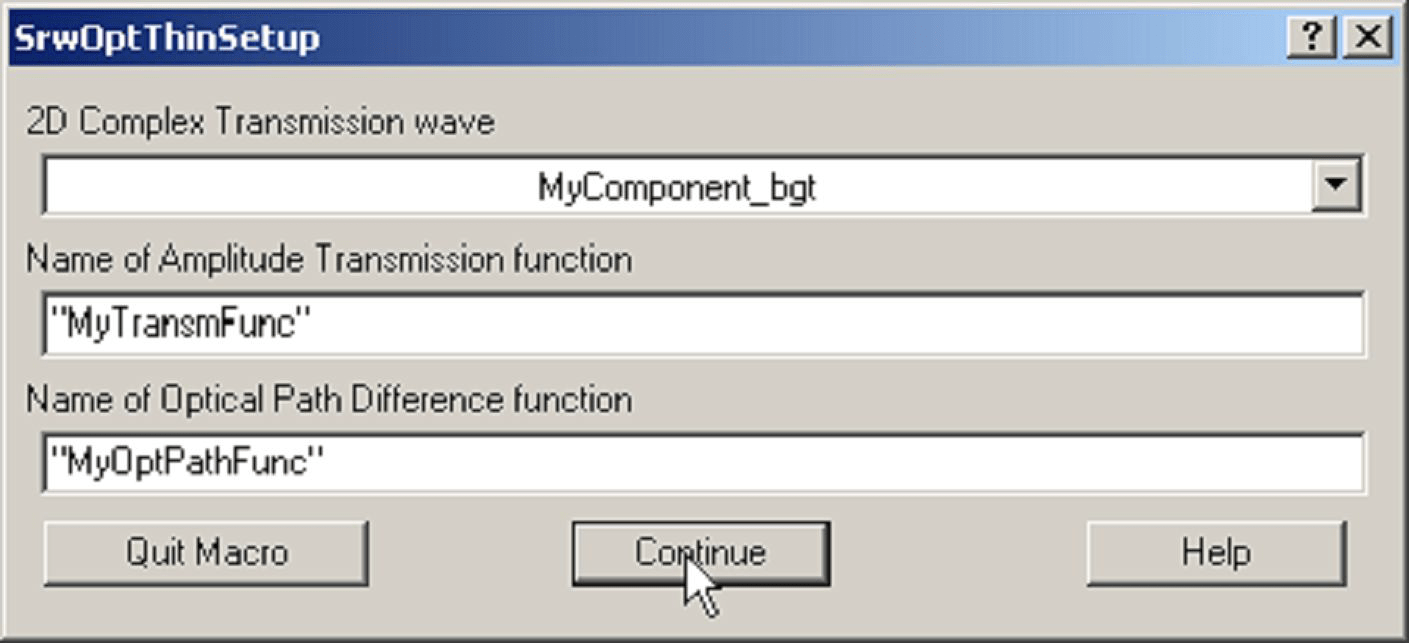 SrwOptThinSetup
2D Complex Transmission wave
MyComponent_bgt
Name of Amplitude Transmission function
"MyTransmFunc"
Name of Optical Path Difference function
"MyOptPathFunc"
Quit Macro Continue Help